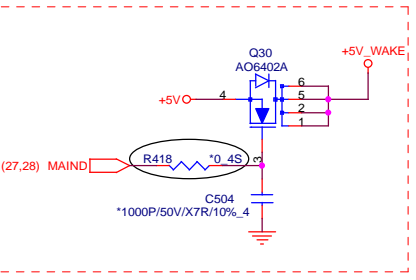 Q30
AO6402A
+5V_WAKE
6
4
5
+5V
2
1
3
(27,28) MAIND
R418 *0_4S
C504
*1000P/50V/X7R/10%_4